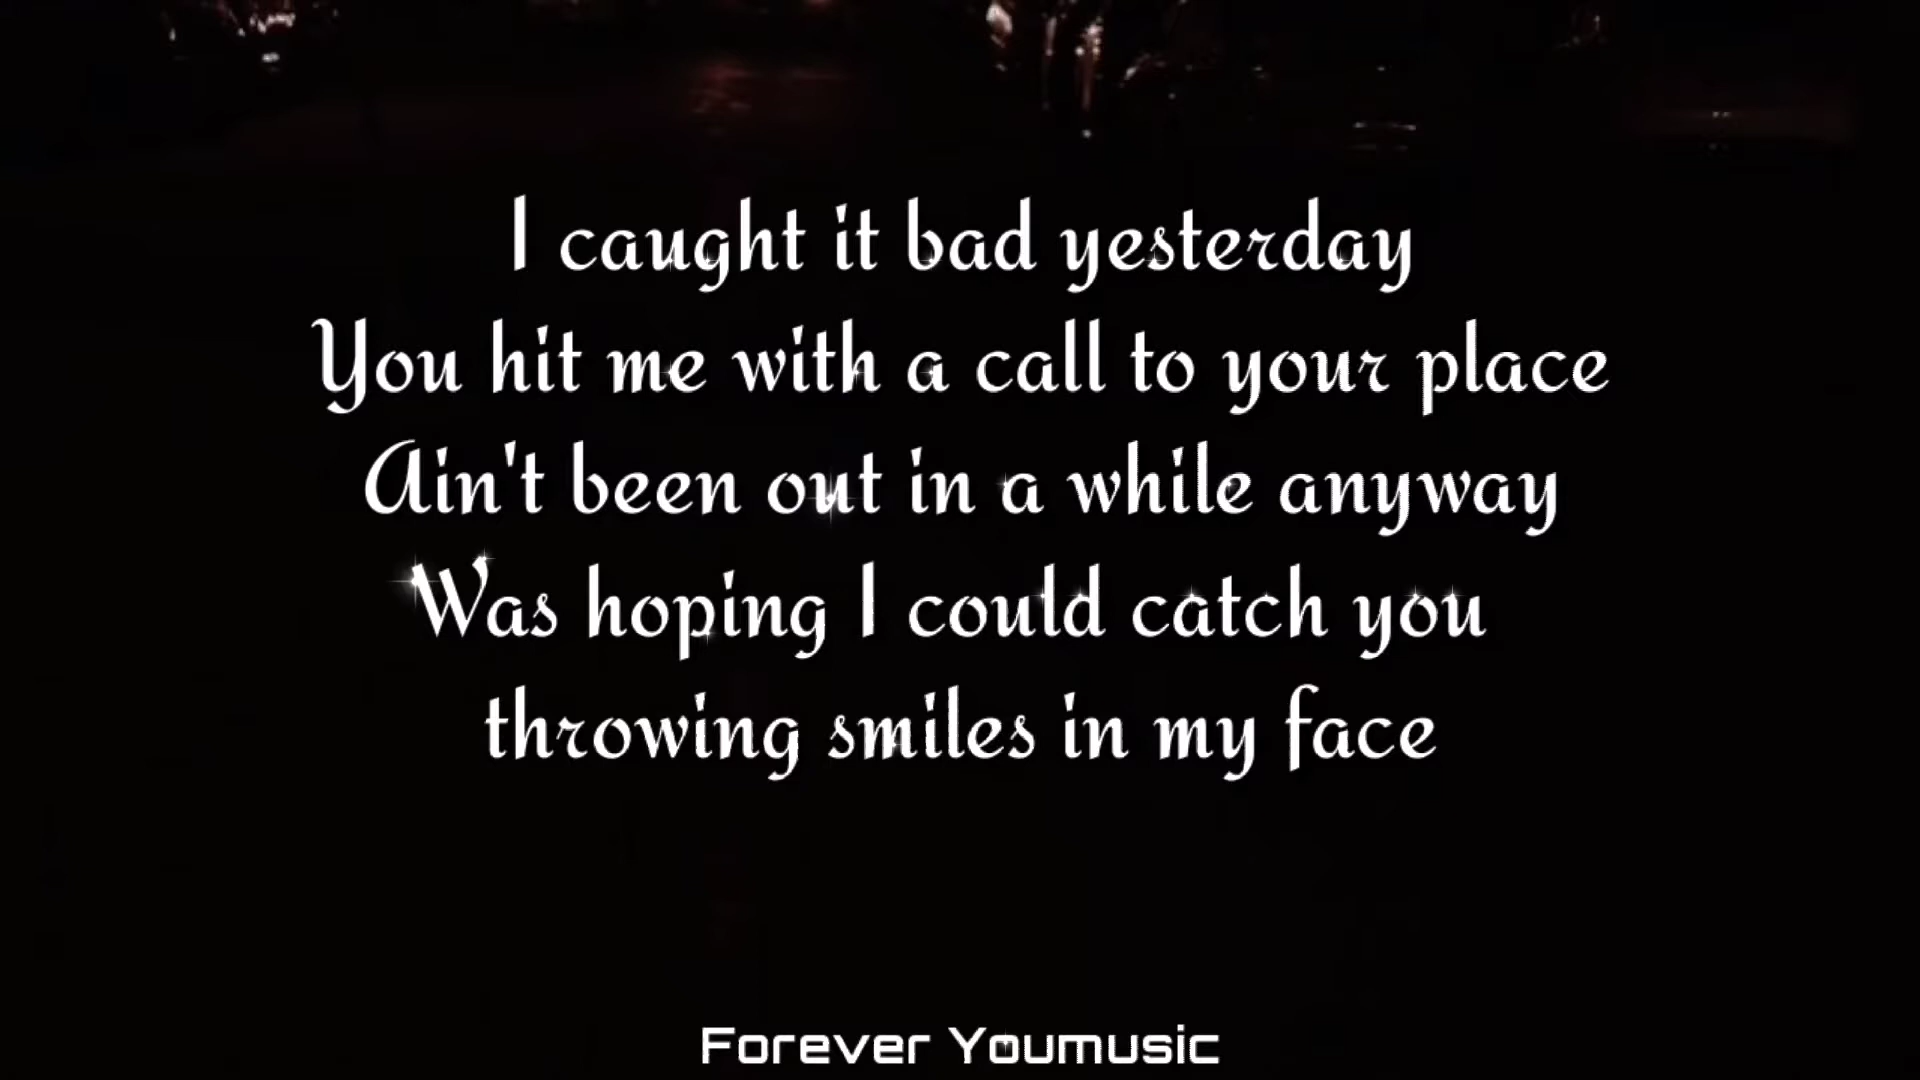 I caught it bad yesterday
You hit me with a call to your place
Ain't been out in a while anyway
Was hoping I could catch you
throwing smiles in my face
Forever Youmusic